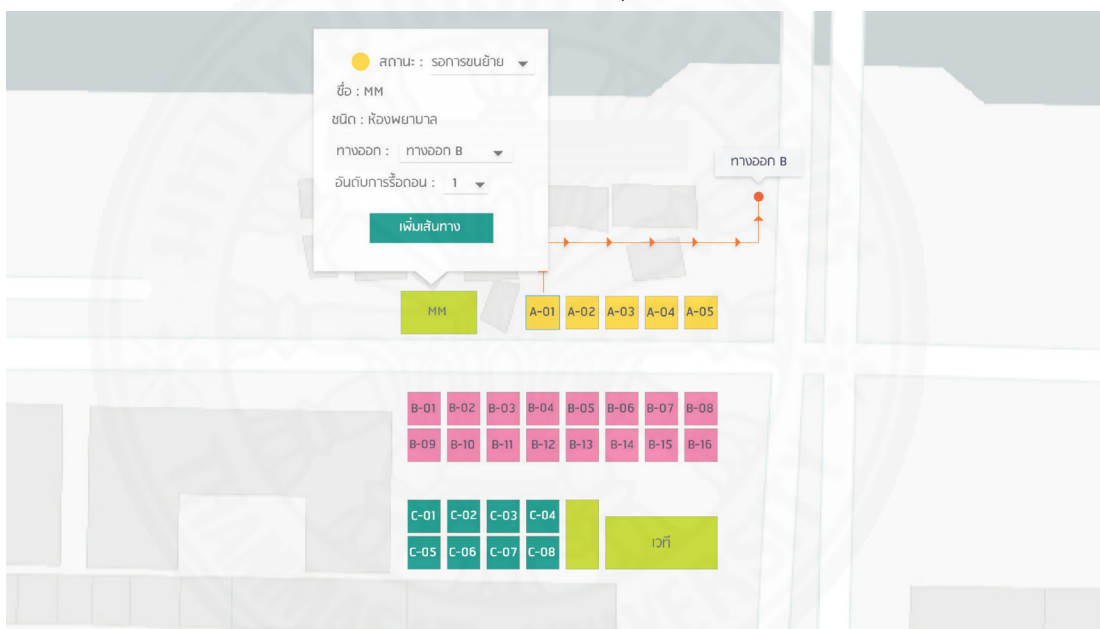 สถานะ : รอการขนย้าย
ชื่อ : MM
ชนิด : ห้องพยาบาล
ทางออก : ทางออก B
อันดับการรื้อถอน : 1
เพิ่มเส้นทาง
ทางออก B
MM
A-01 A-02 A-03 A-04 A-05
B-01 B-02 B-03 B-04 B-05 B-06 B-07 B-08
B-09 B-10 B-11 B-12 B-13 B-14 B-15 B-16
C-01 C-02 C-03 C-04
C-05 C-06 C-07 C-08
เวที